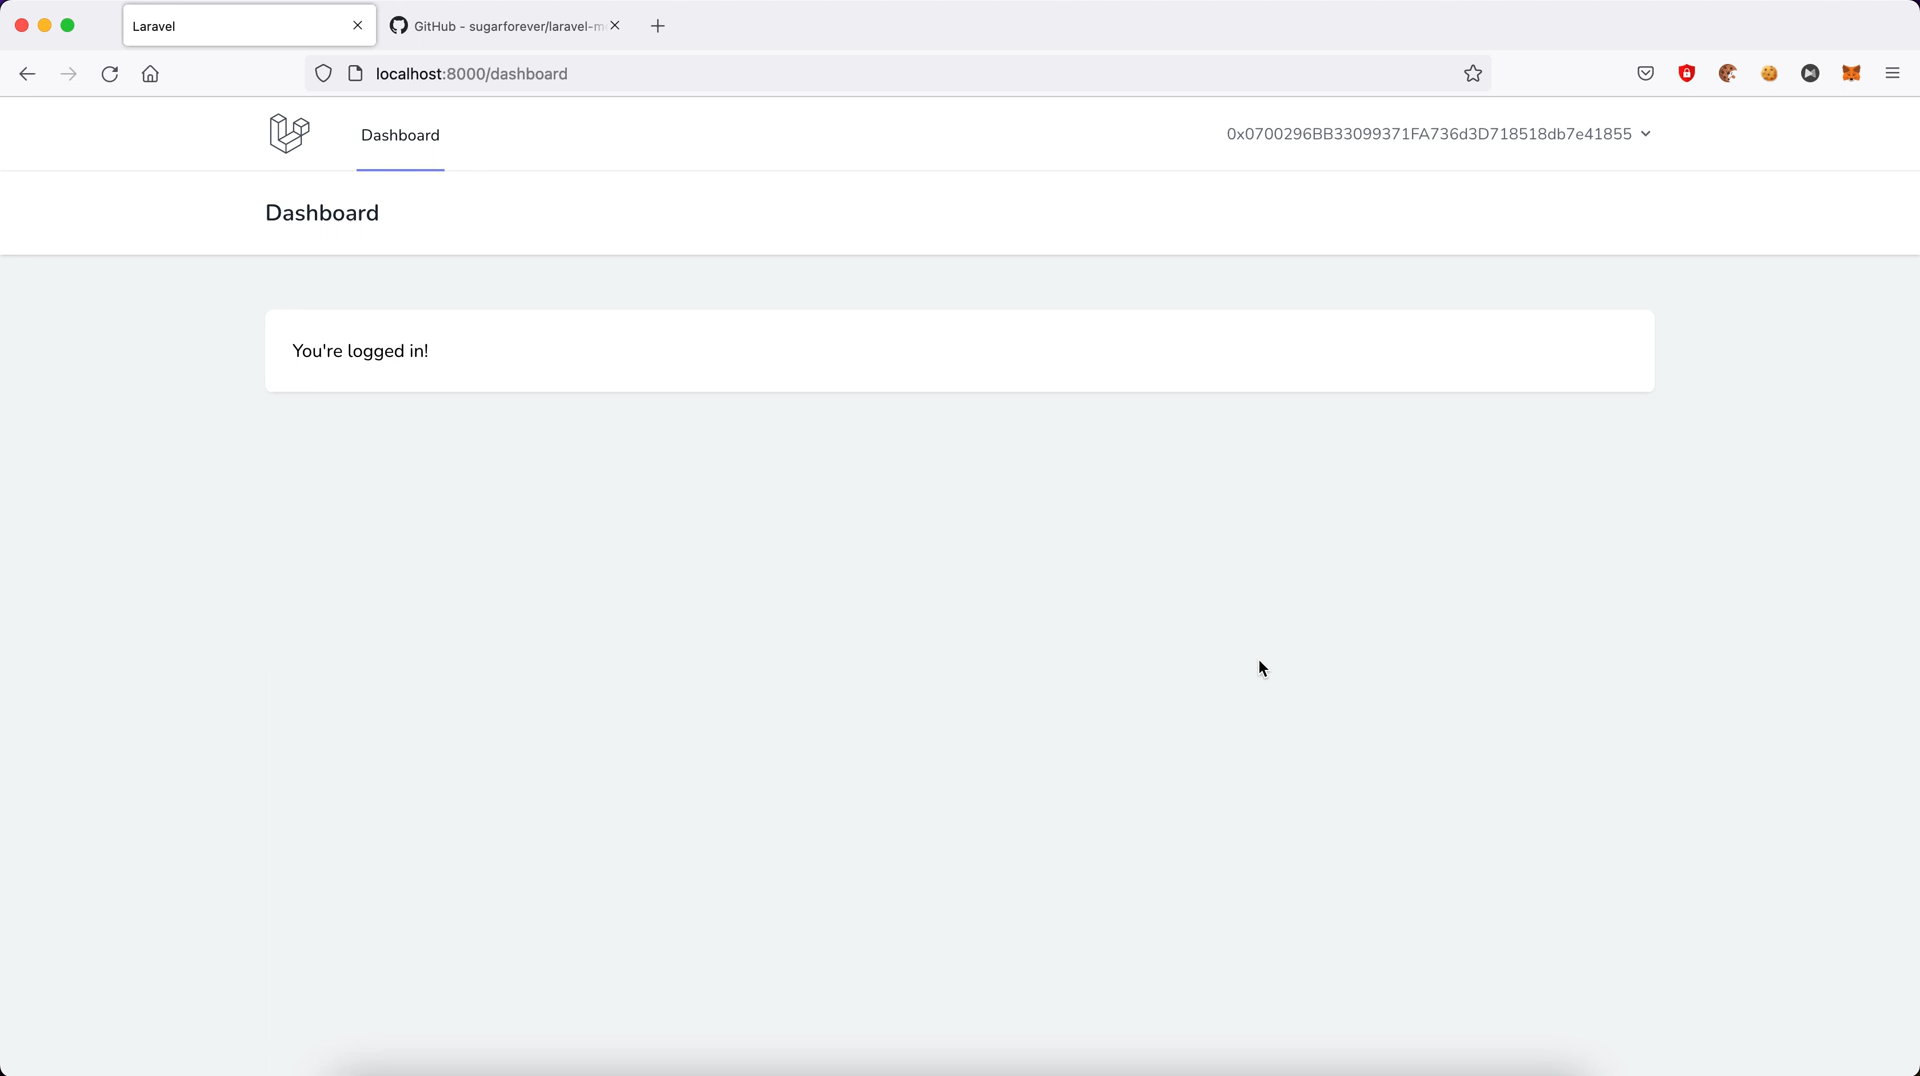 Laravel
GitHub - sugarforever/laravel-m
localhost:8000/dashboard
Dashboard
0x0700296BB33099371FA736d3D718518db7e41855
Dashboard
You're logged in!